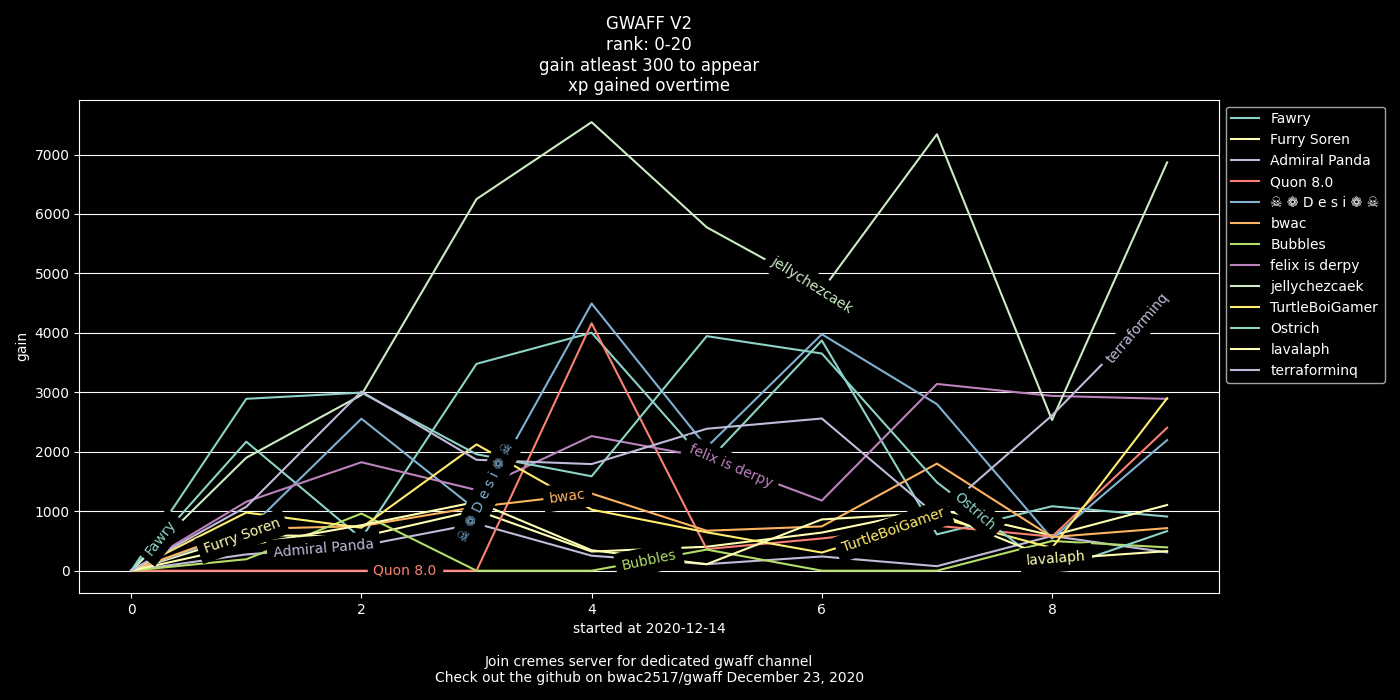 GWAFF V2
rank: 0-20
gain atleast 300 to appear
xp gained overtime
gain
7000
6000
5000
4000
3000
2000
1000
0
0
2
4
6
8
Fawry
Furry Soren
Admiral Panda
Quon 8.0
☠ ❁ D e s i ❁ ☠
bwac
Bubbles
felix is derpy
jellychezcaek
TurtleBoiGamer
Ostrich
lavalaph
terraforminq
Fawry
Furry Soren
Admiral Panda
Quon 8.0
☠ ❁ D e s i ❁ ☠
bwac
Bubbles
felix is derpy
jellychezcaek
TurtleBoiGamer
Ostrich
lavalaph
terraforminq
started at 2020-12-14
Join cremes server for dedicated gwaff channel
Check out the github on bwac2517/gwaff December 23, 2020